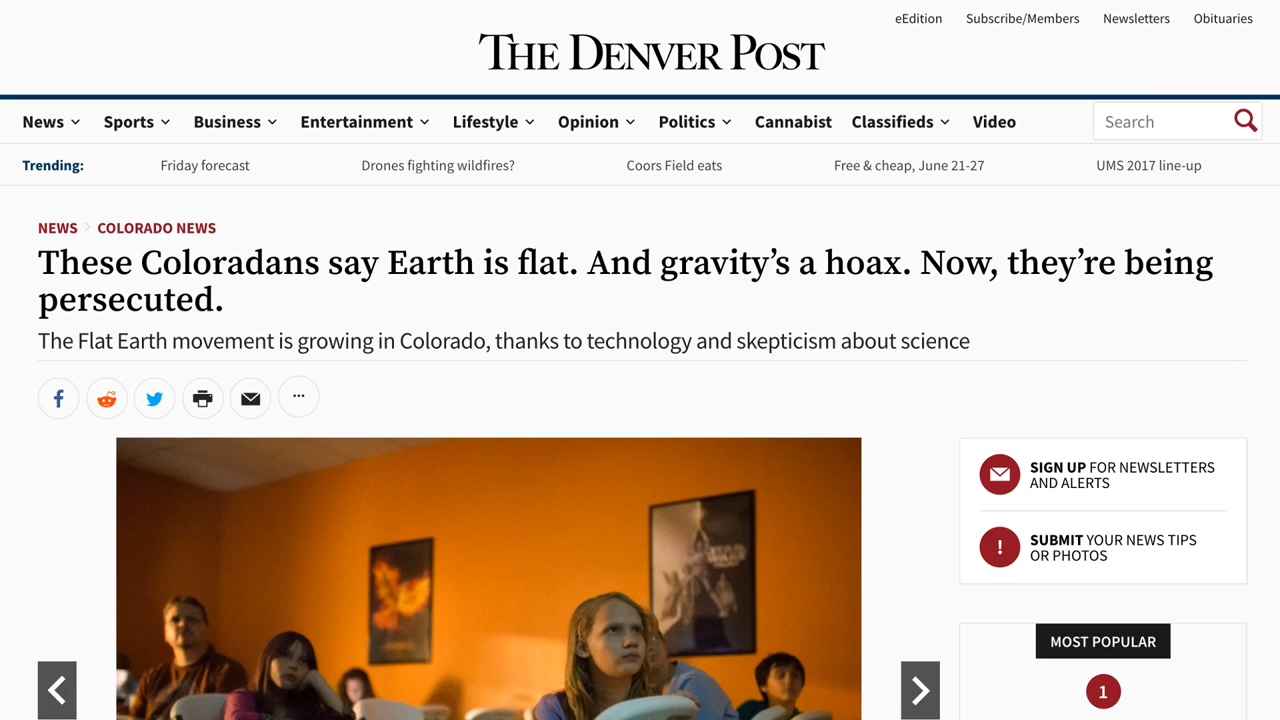 eEdition Subscribe/Members Newsletters Obituaries
THE DENVER POST
News Sports Business Entertainment Lifestyle Opinion Politics Cannabist Classifieds Video Search
Trending: Friday forecast Drones fighting wildfires? Coors Field eats Free & cheap, June 21-27 UMS 2017 line-up
NEWS COLORADO NEWS
These Coloradans say Earth is flat. And gravity’s a hoax. Now, they’re being
persecuted.
The Flat Earth movement is growing in Colorado, thanks to technology and skepticism about science
SIGN UP FOR NEWSLETTERS
AND ALERTS
! SUBMIT YOUR NEWS TIPS
OR PHOTOS
MOST POPULAR
1